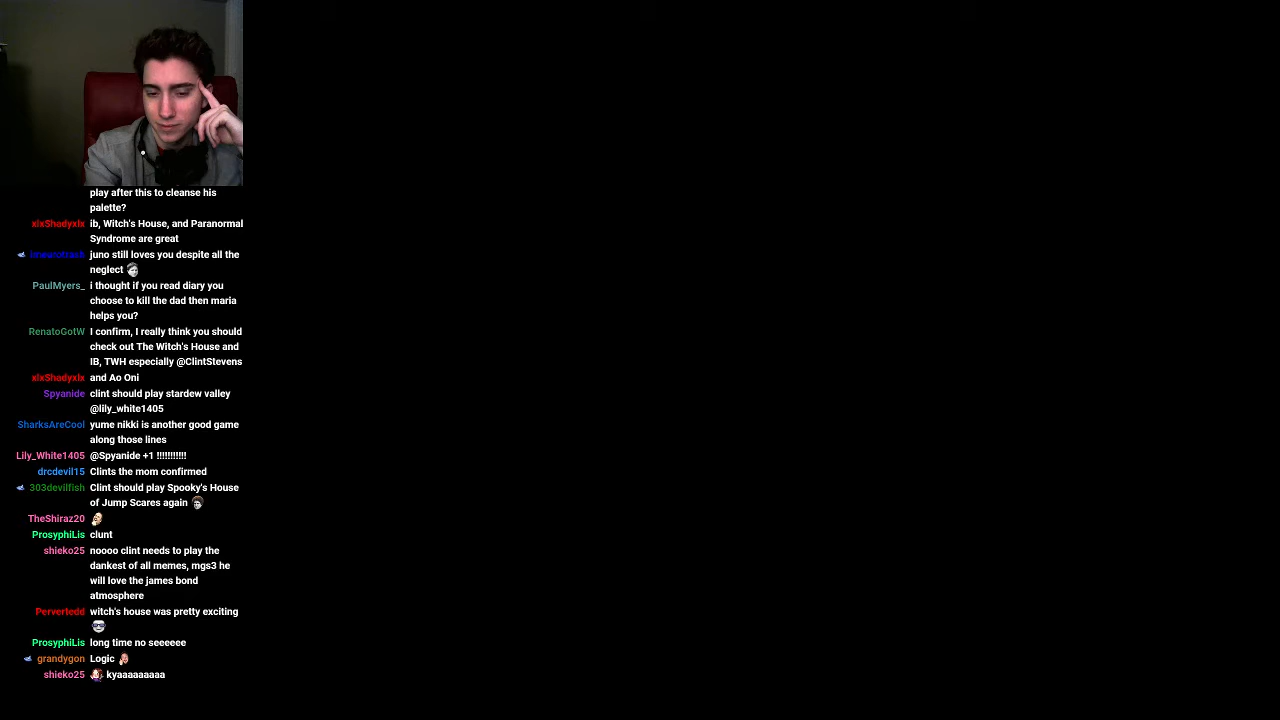 play after this to cleanse his
palette?
xIxShadyxIx ib, Witch's House, and Paranormal
Syndrome are great
imeurotrash juno still loves you despite all the
neglect
PaulMyers_ i thought if you read diary you
choose to kill the dad then maria
helps you?
RenatoGotW I confirm, I really think you should
check out The Witch's House and
IB, TWH especially @ClintStevens
xIxShadyxIx and Ao Oni
Spyanide clint should play stardew valley
@lily_white1405
SharksAreCool yume nikki is another good game
along those lines
Lily_White1405 @Spyanide +1 !!!!!!!!!!!
drcdevil15 Clints the mom confirmed
303devilfish Clint should play Spooky's House
of Jump Scares again
TheShiraz20
ProsyphiLis clunt
shieko25 noooo clint needs to play the
dankest of all memes, mgs3 he
will love the james bond
atmosphere
Pervertedd witch's house was pretty exciting
ProsyphiLis long time no seeeeee
grandygon Logic
shieko25 kyaaaaaaaaa